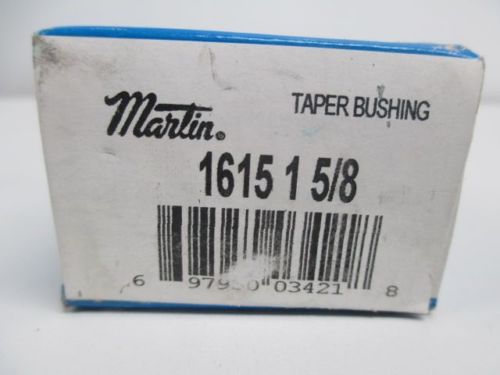 Martin®
TAPER BUSHING
1615 1 5/8
6 03421 8